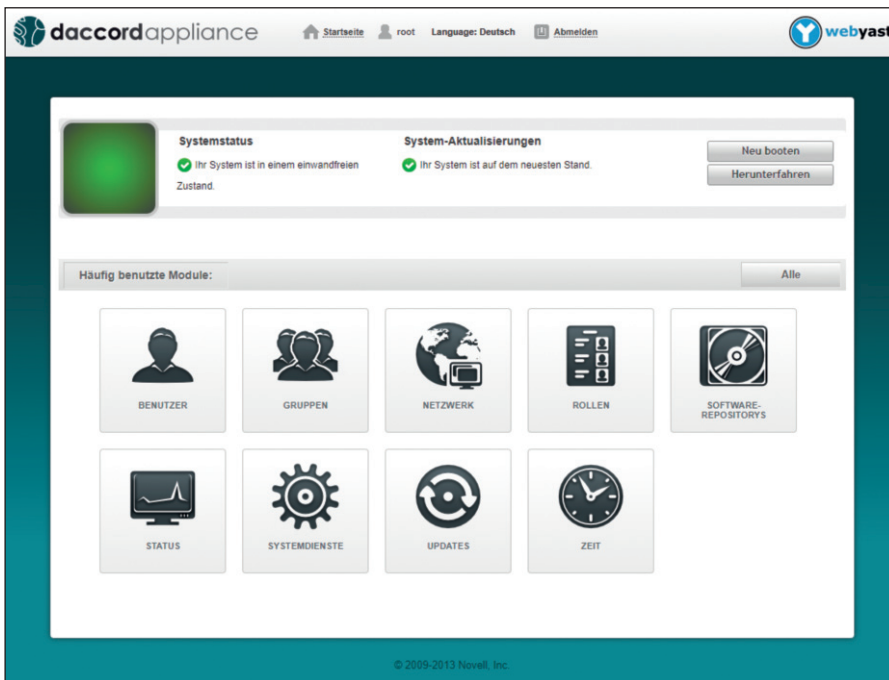 daccordappliance
Startseite
root
Language: Deutsch
Abmelden
webyast
Systemstatus
Ihr System ist in einem einwandfreien
Zustand.
System-Aktualisierungen
Ihr System ist auf dem neuesten Stand.
Neu booten
Herunterfahren
Häufig benutzte Module:
Alle
BENUTZER
GRUPPEN
NETZWERK
ROLLEN
SOFTWARE-
REPOSITORYS
STATUS
SYSTEMDIENSTE
UPDATES
ZEIT
© 2009-2013 Novell, Inc.